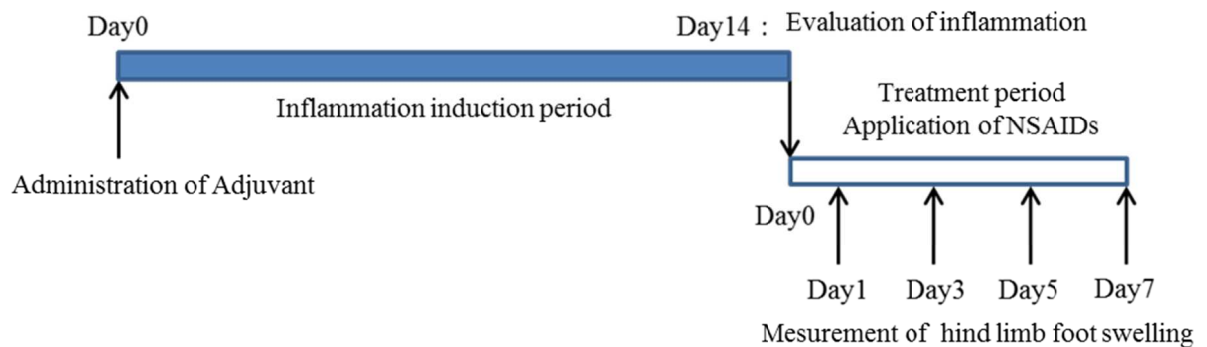 Day0
Day14 : Evaluation of inflammation
Inflammation induction period
Treatment period
Application of NSAIDs
Administration of Adjuvant
Day0
Day1 Day3 Day5 Day7
Mesurement of hind limb foot swelling